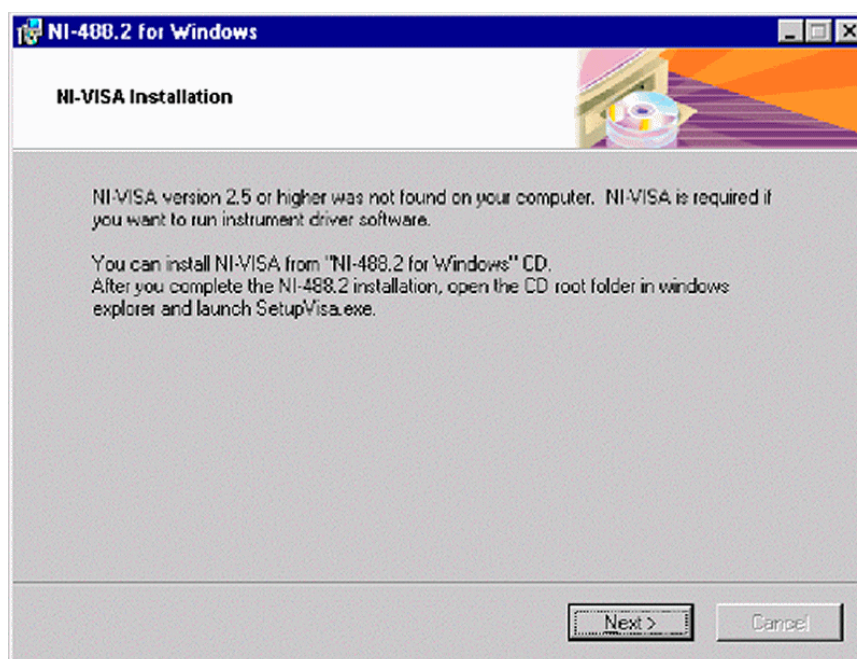 NI-488.2 for Windows
NI-VISA Installation
NI-VISA version 2.5 or higher was not found on your computer. NI-VISA is required if
you want to run instrument driver software.
You can install NI-VISA from "NI-488.2 for Windows" CD.
After you complete the NI-488.2 installation, open the CD root folder in windows
explorer and launch SetupVisa.exe.
Next >
Cancel